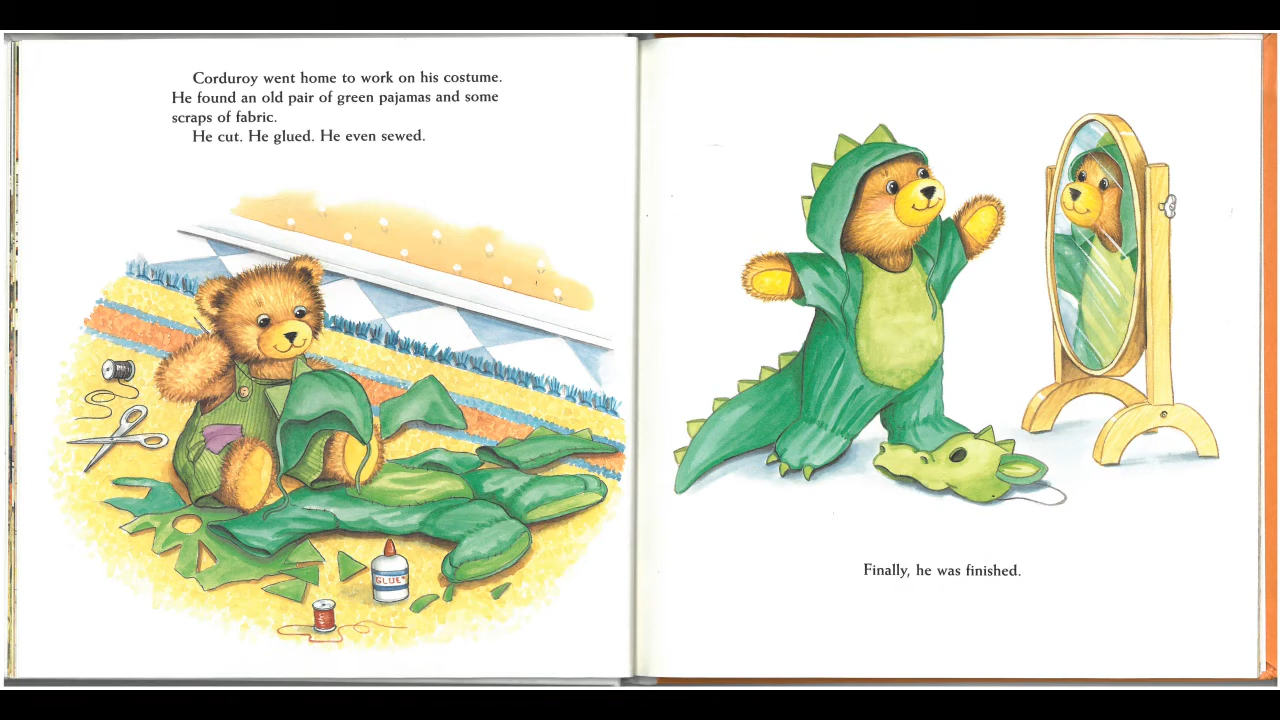 Corduroy went home to work on his costume.
He found an old pair of green pajamas and some
scraps of fabric.
He cut. He glued. He even sewed.
GLUE
Finally, he was finished.